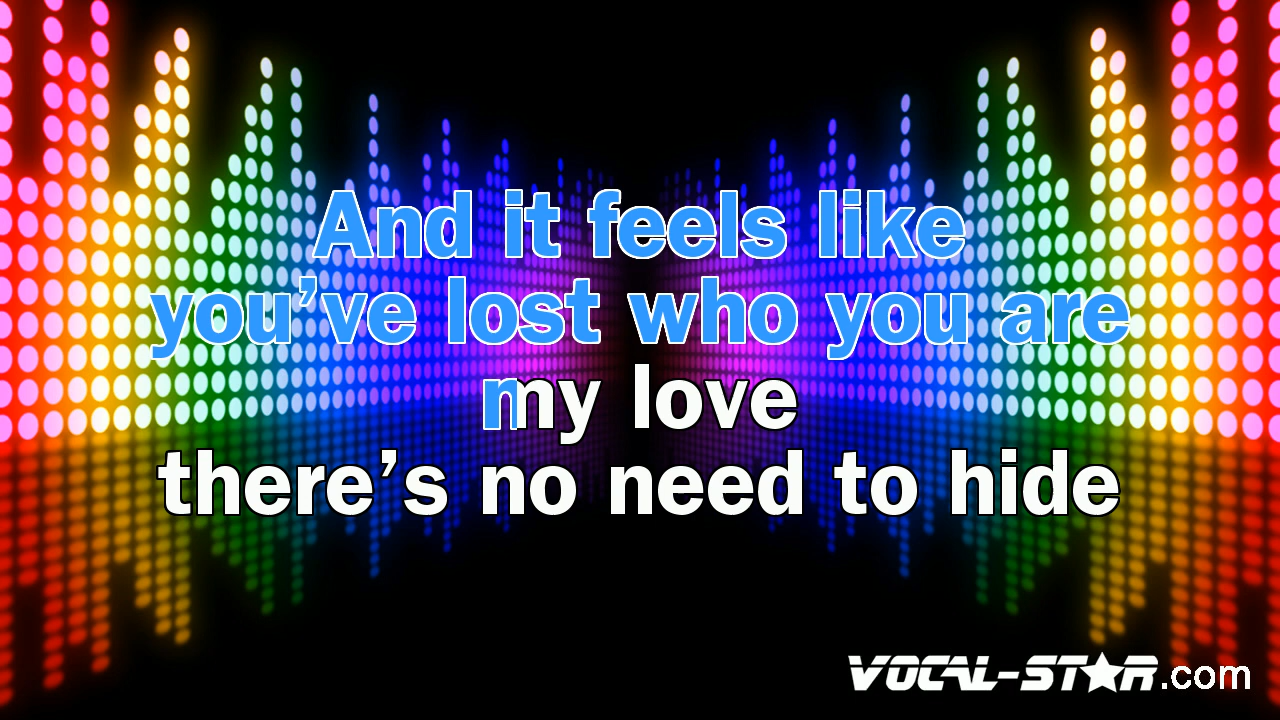 And it feels like
you’ve lost who you are
my love
there’s no need to hide
VOCAL-STAR.com